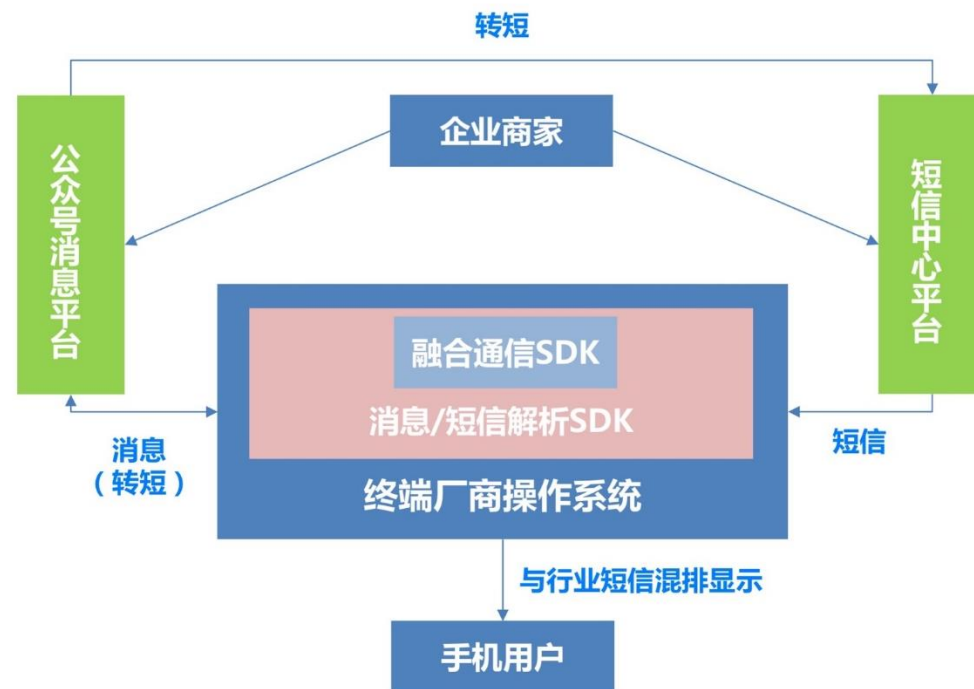 转短
企业商家
公众号消息平台
短信中心平台
融合通信SDK
消息/短信解析SDK
终端厂商操作系统
消息
（转短）
短信
与行业短信混排显示
手机用户